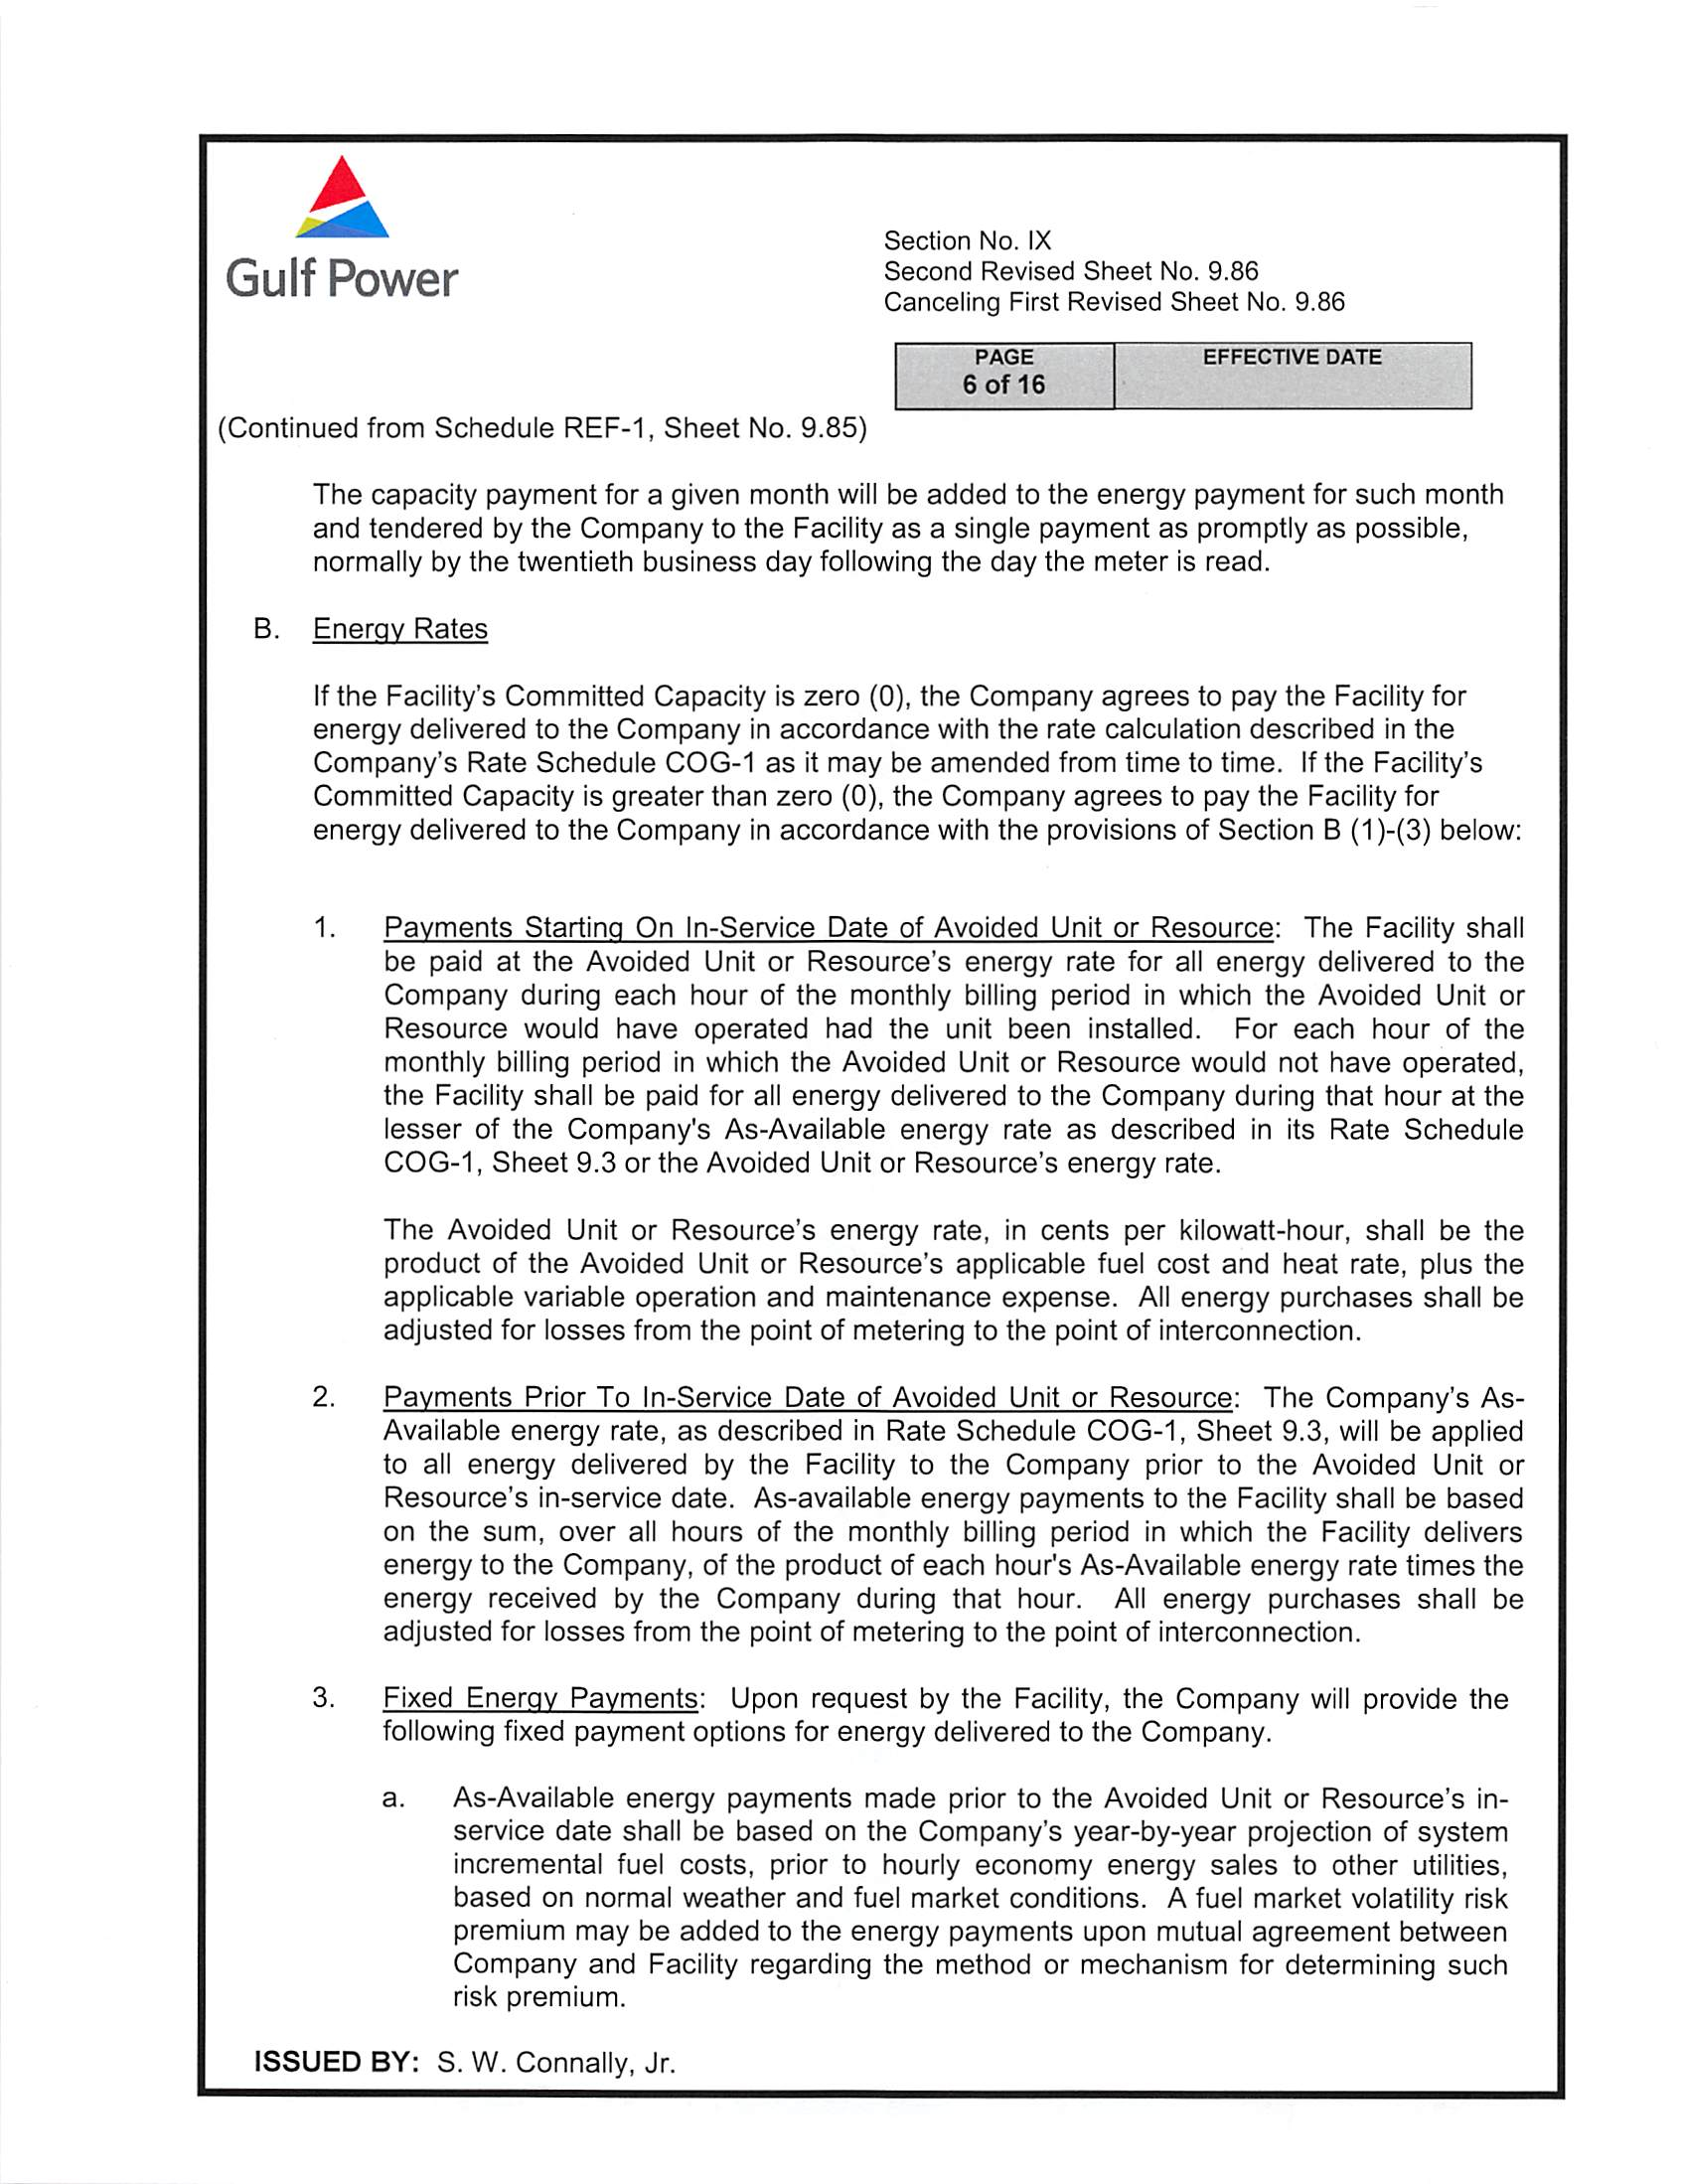 Gulf Power
Section No. IX
Second Revised Sheet No. 9.86
Canceling First Revised Sheet No. 9.86
PAGE
6 of 16
EFFECTIVE DATE
(Continued from Schedule REF-1, Sheet No. 9.85)
The capacity payment for a given month will be added to the energy payment for such month
and tendered by the Company to the Facility as a single payment as promptly as possible,
normally by the twentieth business day following the day the meter is read.
B. Energy Rates
If the Facility's Committed Capacity is zero (0), the Company agrees to pay the Facility for
energy delivered to the Company in accordance with the rate calculation described in the
Company's Rate Schedule COG-1 as it may be amended from time to time. If the Facility's
Committed Capacity is greater than zero (0), the Company agrees to pay the Facility for
energy delivered to the Company in accordance with the provisions of Section B (1)-(3) below:
1. Payments Starting On In-Service Date of Avoided Unit or Resource: The Facility shall
be paid at the Avoided Unit or Resource's energy rate for all energy delivered to the
Company during each hour of the monthly billing period in which the Avoided Unit or
Resource would have operated had the unit been installed. For each hour of the
monthly billing period in which the Avoided Unit or Resource would not have operated,
the Facility shall be paid for all energy delivered to the Company during that hour at the
lesser of the Company's As-Available energy rate as described in its Rate Schedule
COG-1, Sheet 9.3 or the Avoided Unit or Resource's energy rate.
The Avoided Unit or Resource's energy rate, in cents per kilowatt-hour, shall be the
product of the Avoided Unit or Resource's applicable fuel cost and heat rate, plus the
applicable variable operation and maintenance expense. All energy purchases shall be
adjusted for losses from the point of metering to the point of interconnection.
2. Payments Prior To In-Service Date of Avoided Unit or Resource: The Company's As-
Available energy rate, as described in Rate Schedule COG-1, Sheet 9.3, will be applied
to all energy delivered by the Facility to the Company prior to the Avoided Unit or
Resource's in-service date. As-available energy payments to the Facility shall be based
on the sum, over all hours of the monthly billing period in which the Facility delivers
energy to the Company, of the product of each hour's As-Available energy rate times the
energy received by the Company during that hour. All energy purchases shall be
adjusted for losses from the point of metering to the point of interconnection.
3. Fixed Energy Payments: Upon request by the Facility, the Company will provide the
following fixed payment options for energy delivered to the Company.
a. As-Available energy payments made prior to the Avoided Unit or Resource's in-
service date shall be based on the Company's year-by-year projection of system
incremental fuel costs, prior to hourly economy energy sales to other utilities,
based on normal weather and fuel market conditions. A fuel market volatility risk
premium may be added to the energy payments upon mutual agreement between
Company and Facility regarding the method or mechanism for determining such
risk premium.
ISSUED BY: S. W. Connally, Jr.